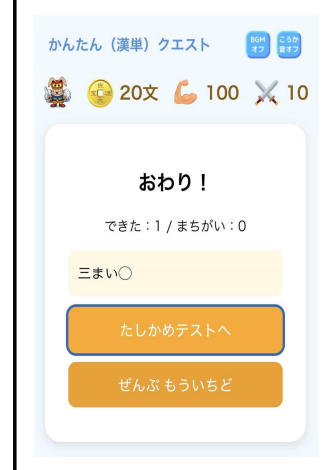 かんたん（漢単）クエスト
BGM
オフ
こうか
音オフ
20文 100 10
おわり！
できた：1 / まちがい：0
三まい○
たしかめテストへ
ぜんぶ もういちど